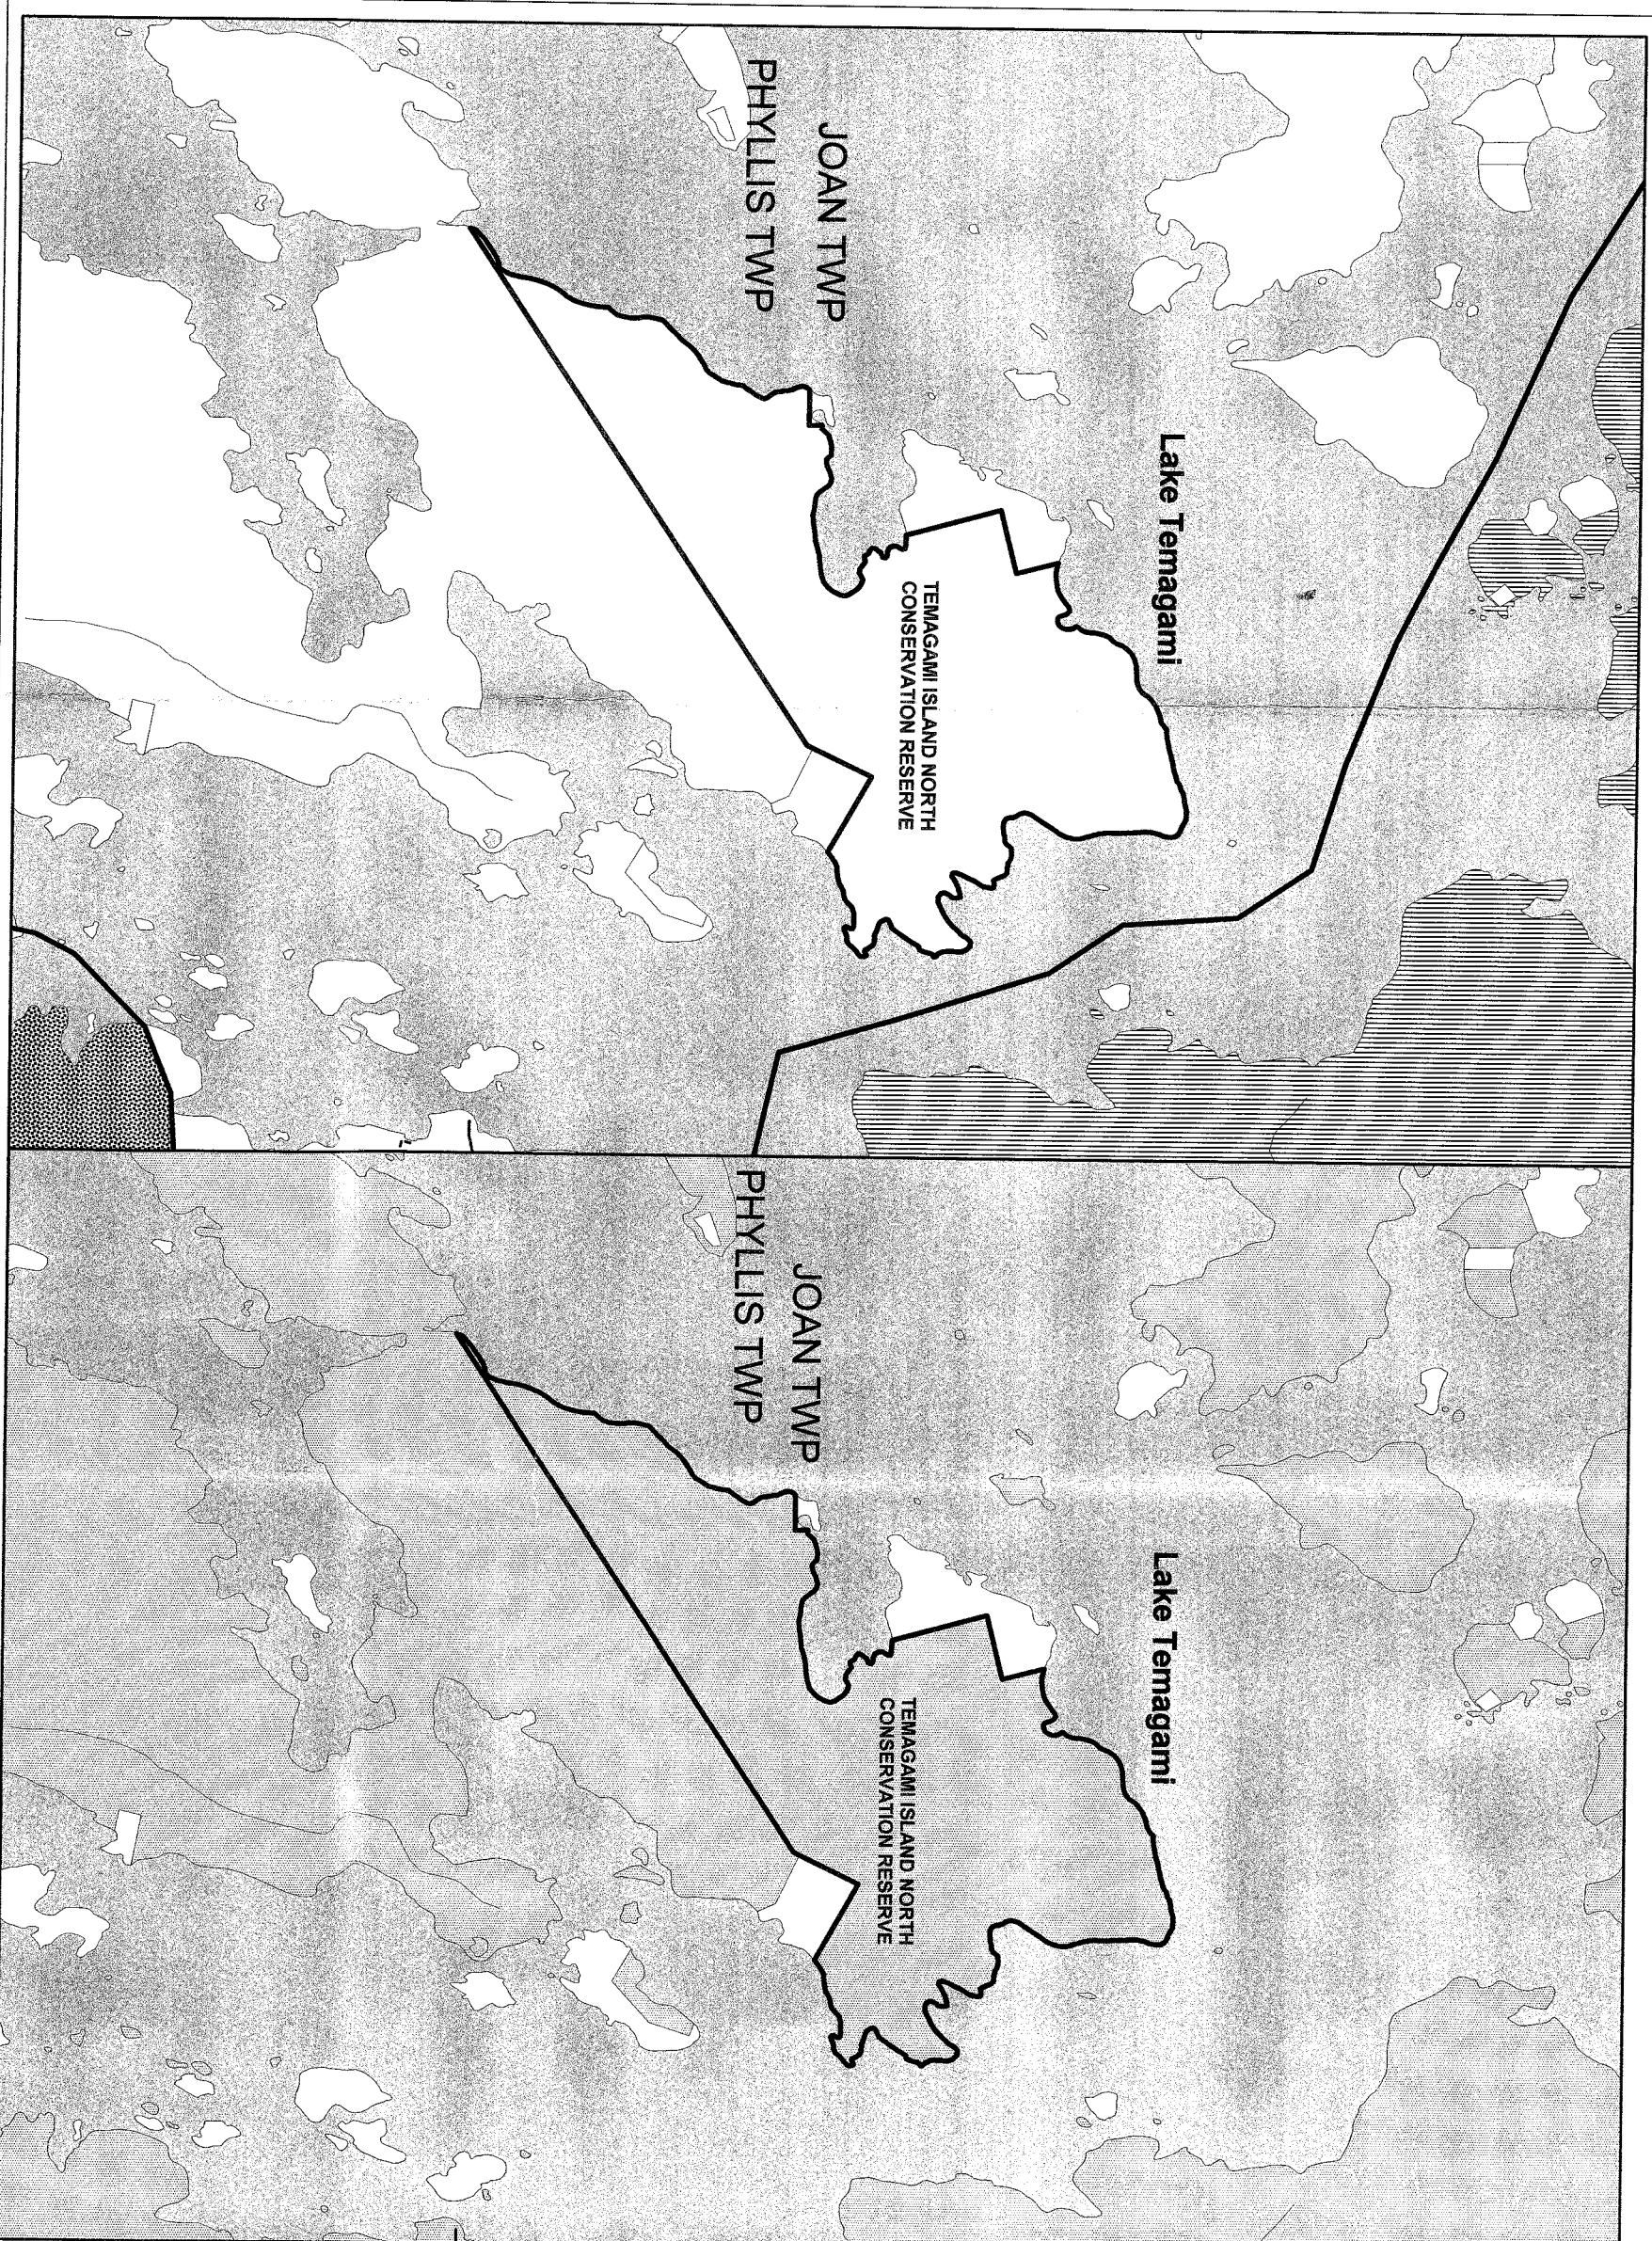 Lake Temagami
TEMAGAMI ISLAND NORTH
CONSERVATION RESERVE
JOAN TWP
PHYLLIS TWP
Lake Temagami
TEMAGAMI ISLAND NORTH
CONSERVATION RESERVE
JOAN TWP
PHYLLIS TWP